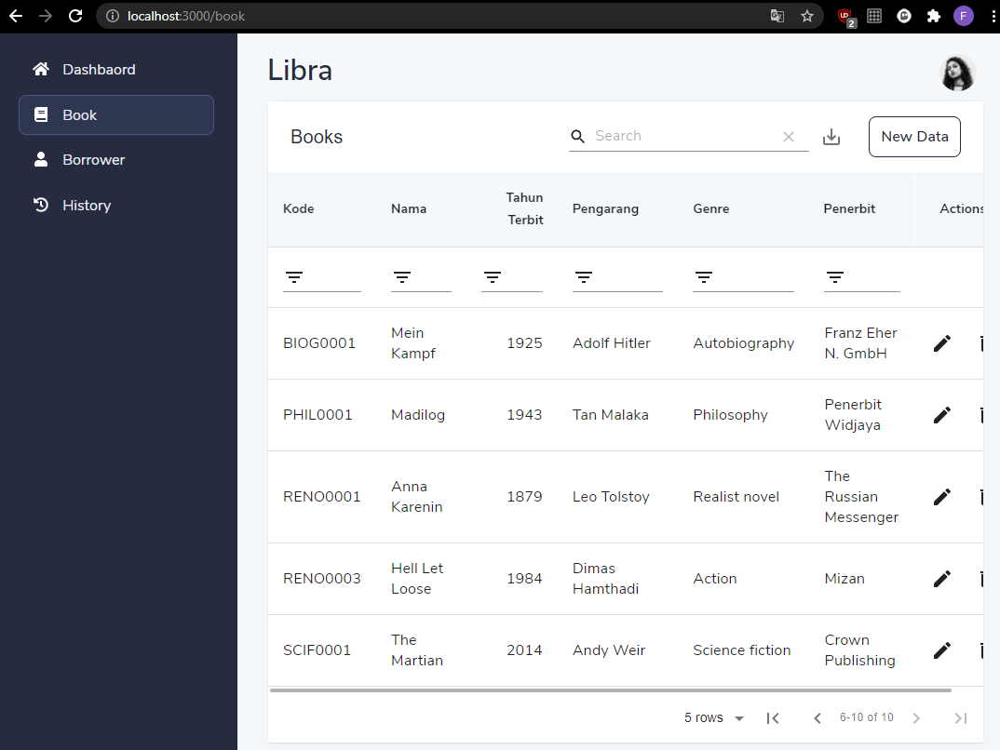 localhost:3000/book
UD
2
G
F
Dashbaord
Libra
Book
Books
Search
New Data
Borrower
History
Kode Nama Tahun Terbit Pengarang Genre Penerbit Actions
BIOG0001 Mein Kampf 1925 Adolf Hitler Autobiography Franz Eher N. GmbH
PHIL0001 Madilog 1943 Tan Malaka Philosophy Penerbit Widjaya
RENO0001 Anna Karenin 1879 Leo Tolstoy Realist novel The Russian Messenger
RENO0003 Hell Let Loose 1984 Dimas Hamthadi Action Mizan
SCIF0001 The Martian 2014 Andy Weir Science fiction Crown Publishing
5 rows 6-10 of 10